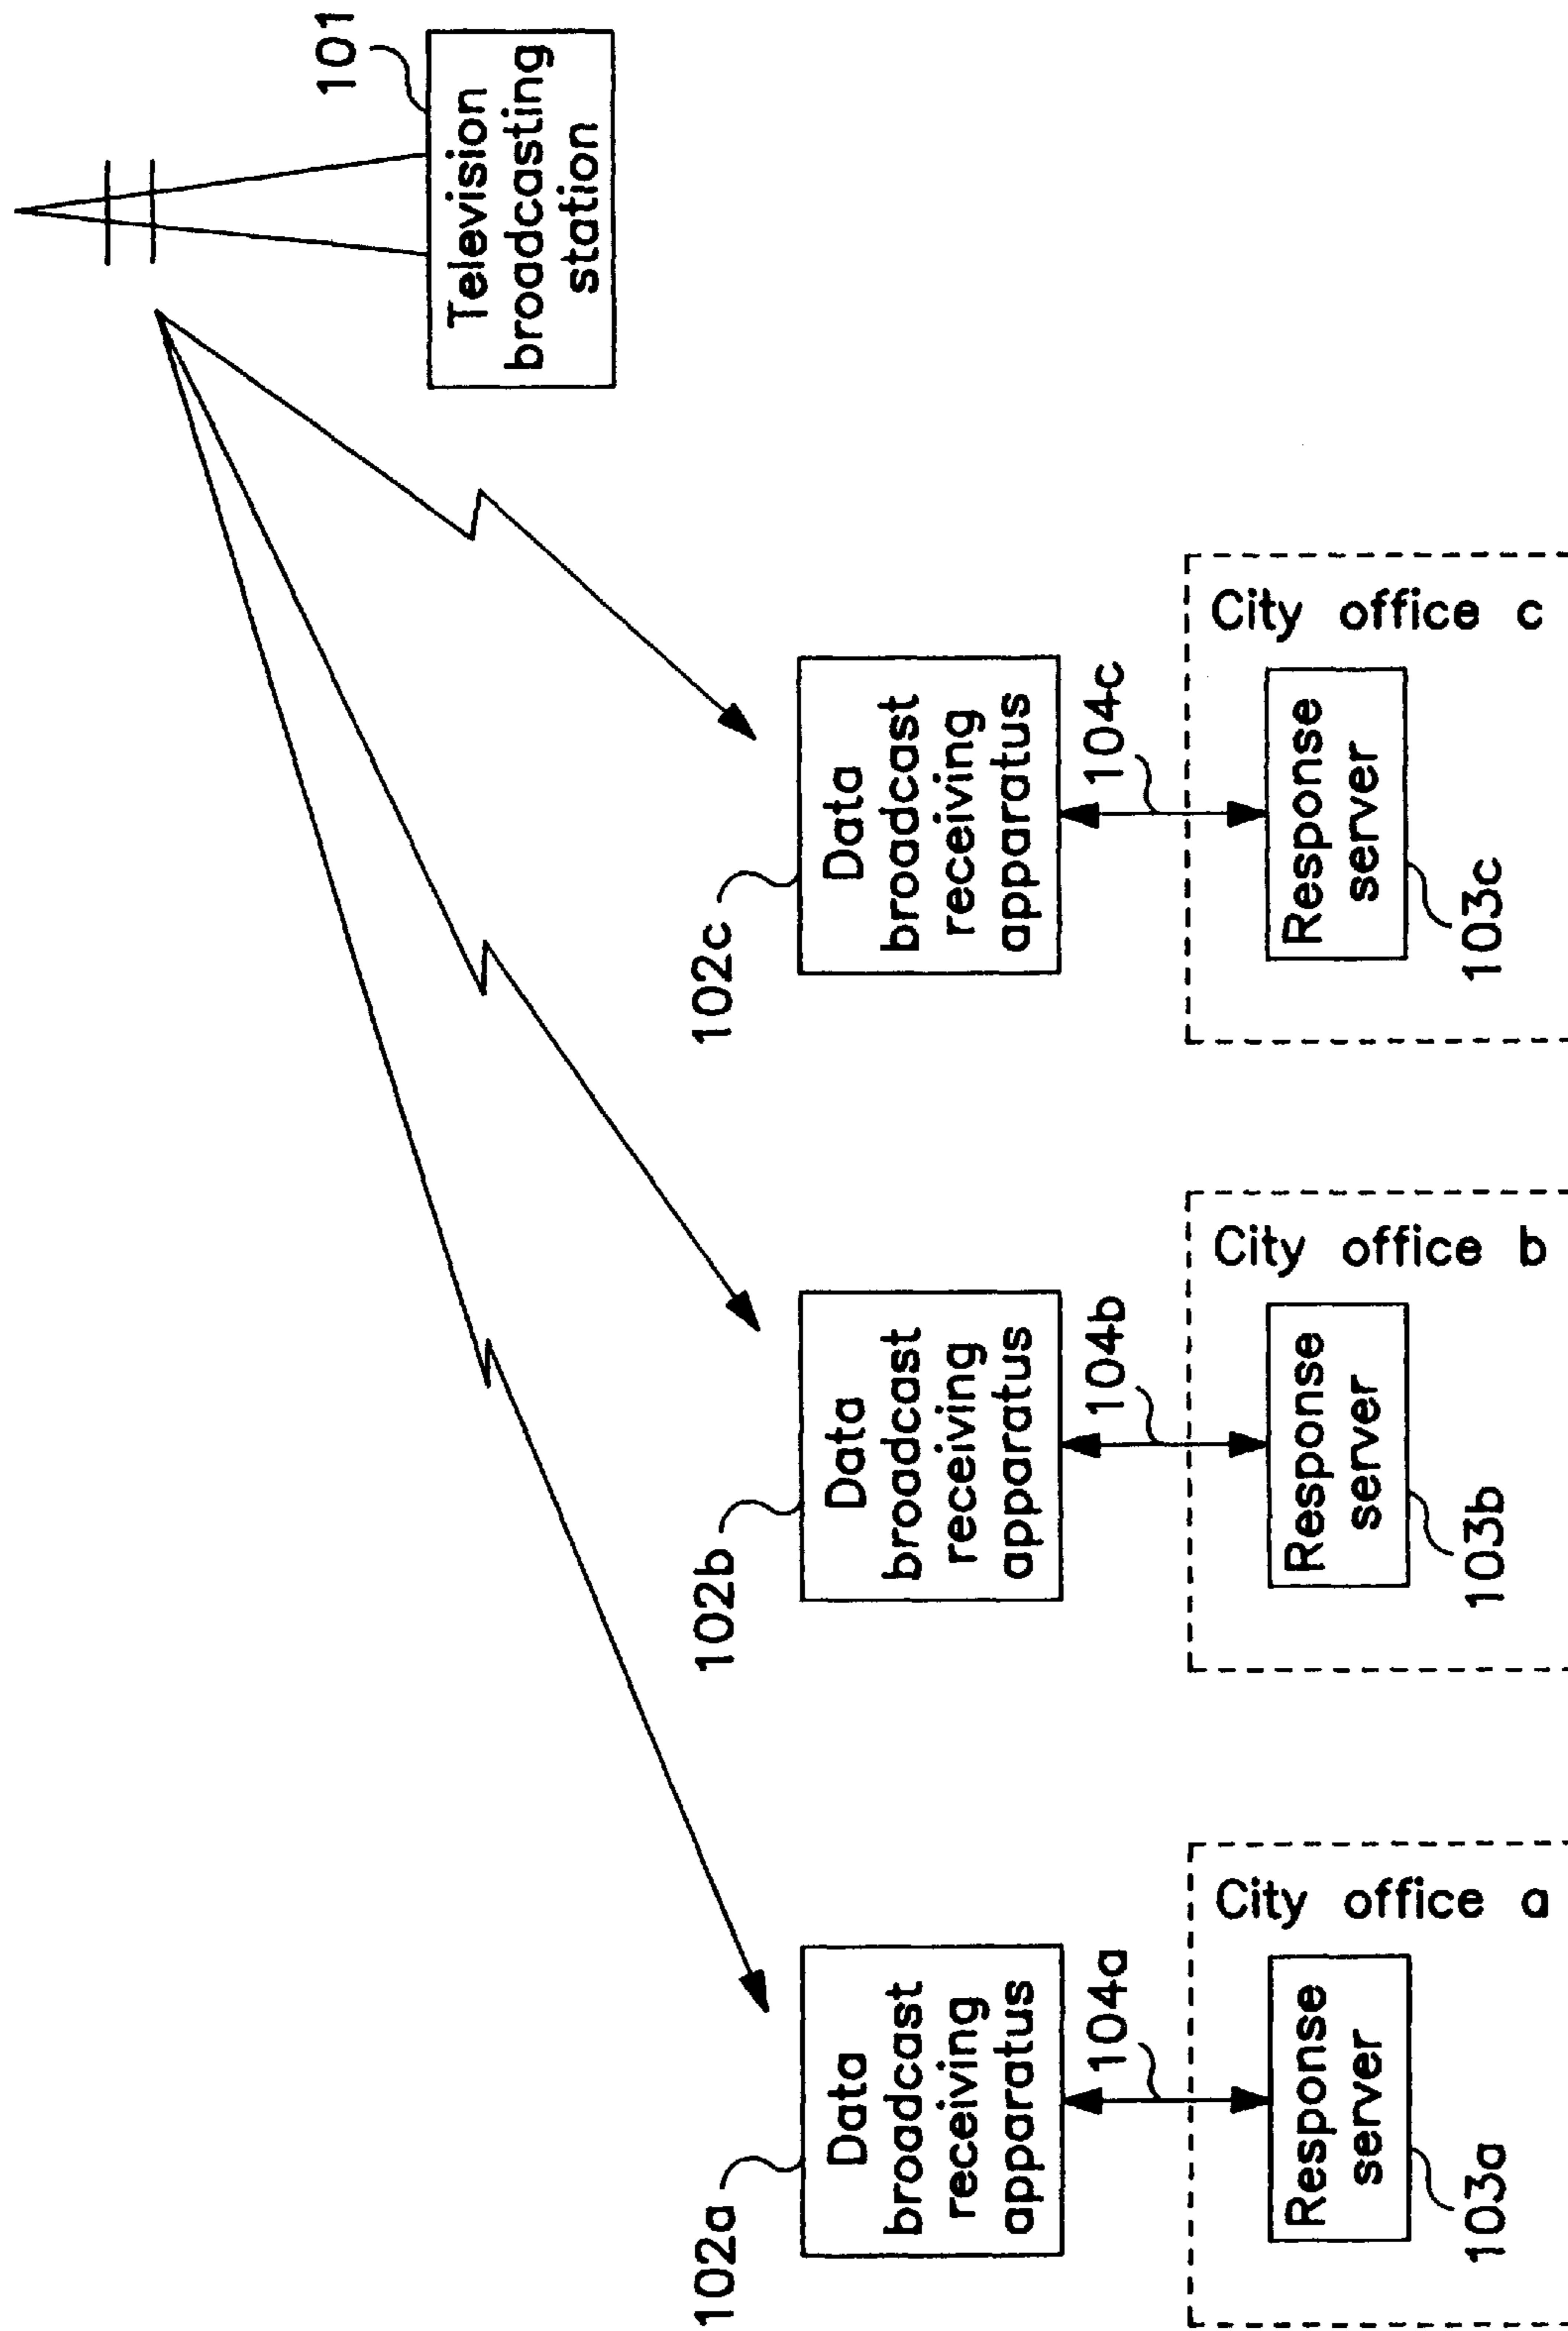 101
Television
broadcasting
station
102a
Data
broadcast
receiving
apparatus
104a
City office a
Response
server
103a
102b
Data
broadcast
receiving
apparatus
104b
City office b
Response
server
103b
102c
Data
broadcast
receiving
apparatus
104c
City office c
Response
server
103c